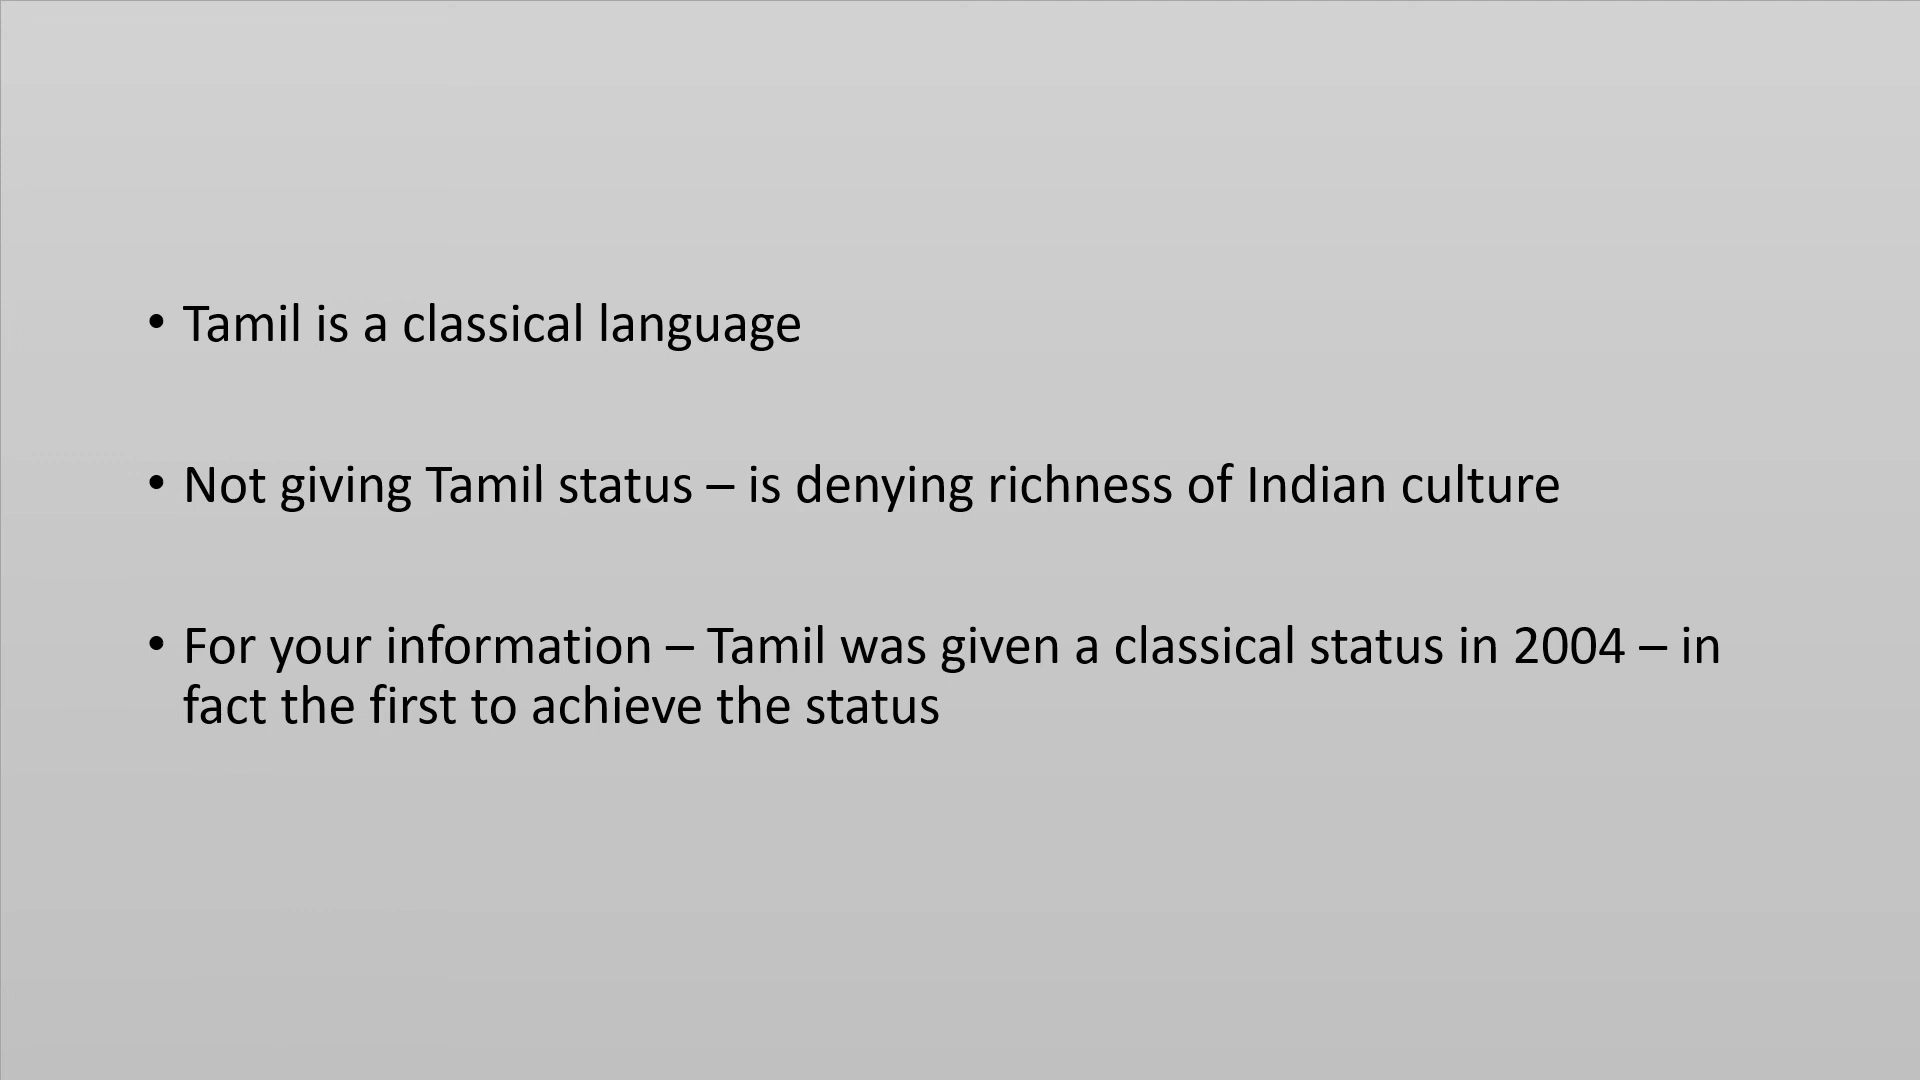 • Tamil is a classical language
• Not giving Tamil status – is denying richness of Indian culture
• For your information – Tamil was given a classical status in 2004 – in
fact the first to achieve the status